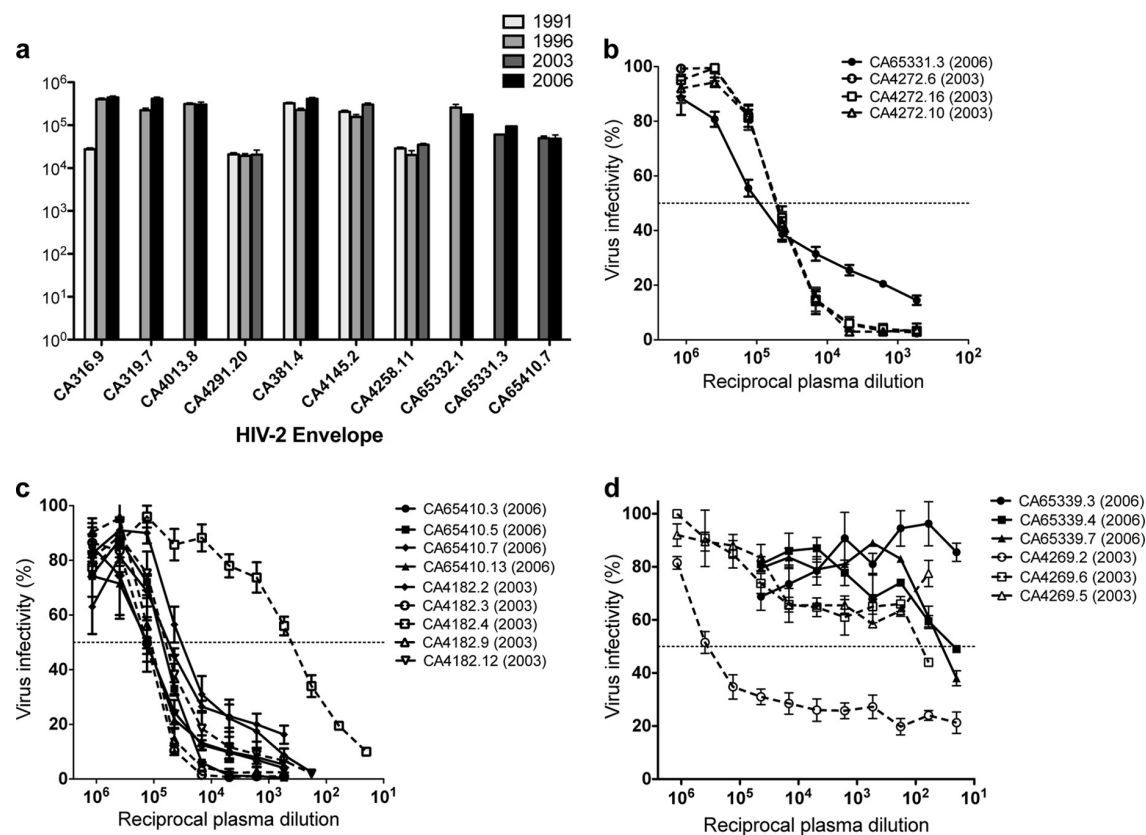 a
1991
1996
2003
2006
10⁶
10⁵
10⁴
10³
10²
10¹
10⁰
CA316.9
CA319.7
CA4013.8
CA4291.20
CA381.4
CA4145.2
CA4258.11
CA65332.1
CA65331.3
CA65410.7
HIV-2 Envelope
b
Virus infectivity (%)
100
80
60
40
20
0
10⁶ 10⁵ 10⁴ 10³ 10²
Reciprocal plasma dilution
CA65331.3 (2006)
CA4272.6 (2003)
CA4272.16 (2003)
CA4272.10 (2003)
c
Virus infectivity (%)
100
80
60
40
20
0
10⁶ 10⁵ 10⁴ 10³ 10² 10¹
Reciprocal plasma dilution
CA65410.3 (2006)
CA65410.5 (2006)
CA65410.7 (2006)
CA65410.13 (2006)
CA4182.2 (2003)
CA4182.3 (2003)
CA4182.4 (2003)
CA4182.9 (2003)
CA4182.12 (2003)
d
Virus infectivity (%)
100
80
60
40
20
0
10⁶ 10⁵ 10⁴ 10³ 10² 10¹
Reciprocal plasma dilution
CA65339.3 (2006)
CA65339.4 (2006)
CA65339.7 (2006)
CA4269.2 (2003)
CA4269.6 (2003)
CA4269.5 (2003)